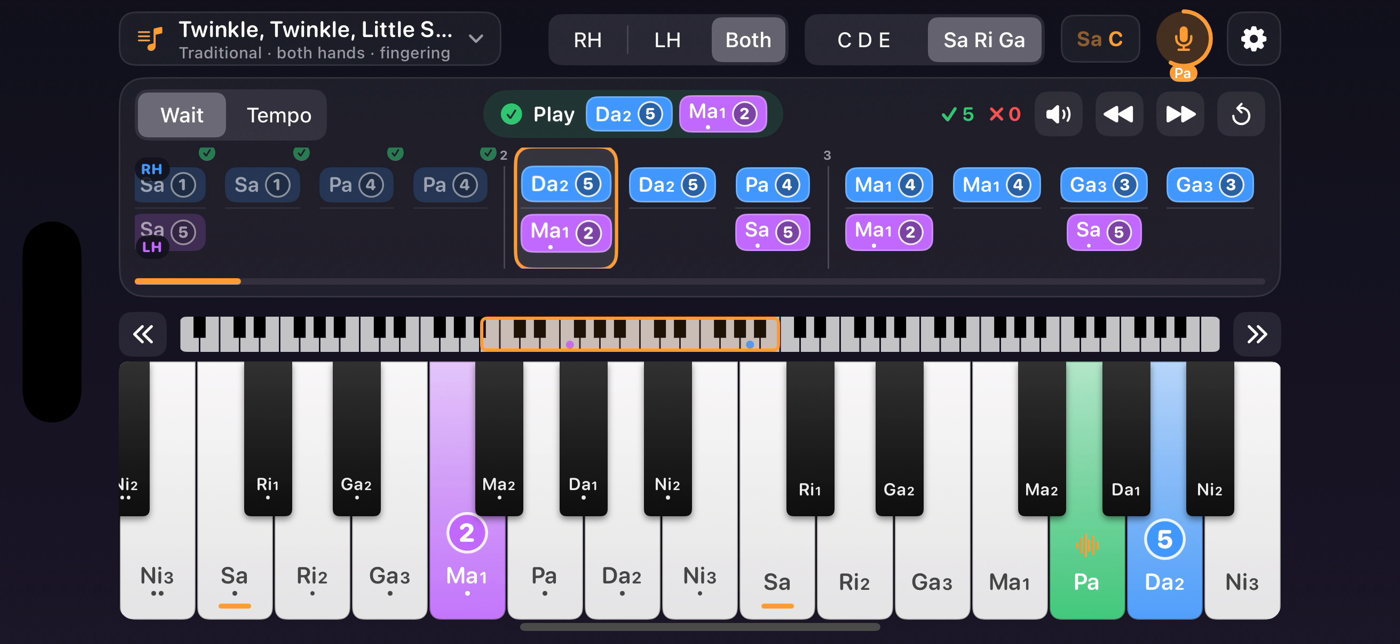 Twinkle, Twinkle, Little S...
Traditional · both hands · fingering
RH LH Both
C D E Sa Ri Ga
Sa C
Pa
Wait Tempo
Play Da2 5 Ma1 2
5 0
2 3
RH
Sa 1 Sa 1 Pa 4 Pa 4 Da2 5 Da2 5 Pa 4 Ma1 4 Ma1 4 Ga3 3 Ga3 3
Sa 5 Ma1 2 Sa 5 Ma1 2 Sa 5
LH
Ni2 Ri1 Ga2 Ma2 Da1 Ni2 Ri1 Ga2 Ma2 Da1 Ni2
2 5
Ni3 Sa Ri2 Ga3 Ma1 Pa Da2 Ni3 Sa Ri2 Ga3 Ma1 Pa Da2 Ni3